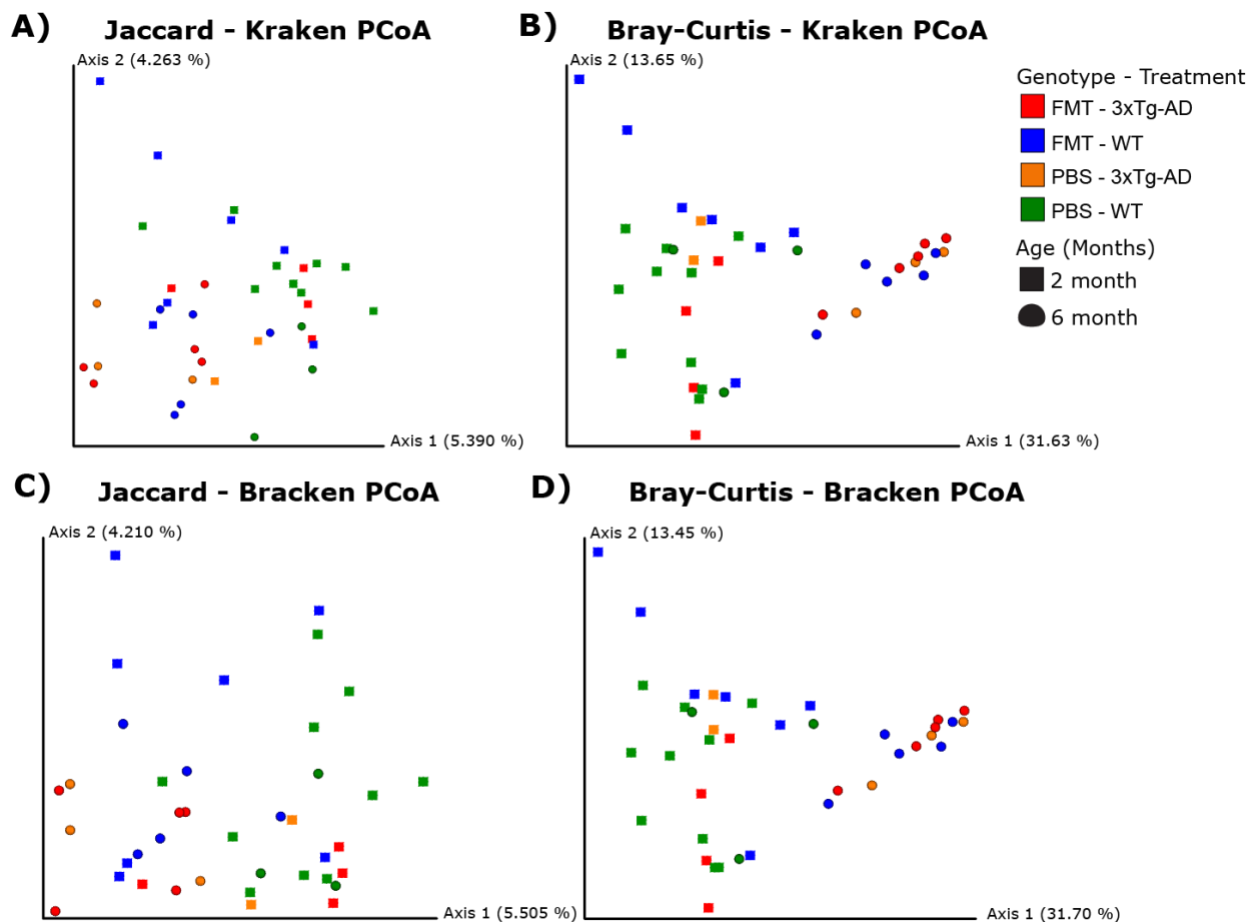 A) Jaccard - Kraken PCoA
Axis 2 (4.263 %)
Axis 1 (5.390 %)
B) Bray-Curtis - Kraken PCoA
Axis 2 (13.65 %)
Axis 1 (31.63 %)
Genotype - Treatment
FMT - 3xTg-AD
FMT - WT
PBS - 3xTg-AD
PBS - WT
Age (Months)
2 month
6 month
C) Jaccard - Bracken PCoA
Axis 2 (4.210 %)
Axis 1 (5.505 %)
D) Bray-Curtis - Bracken PCoA
Axis 2 (13.45 %)
Axis 1 (31.70 %)